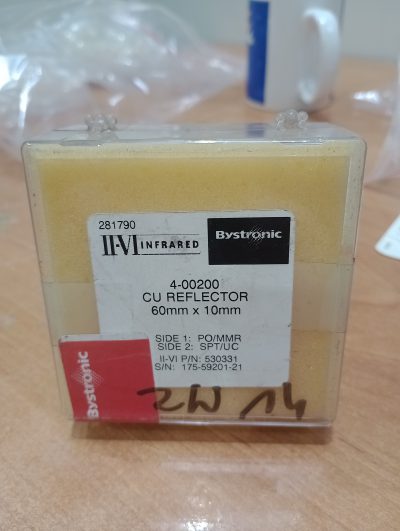 281790
II-VI INFRARED
Bystronic
4-00200
CU REFLECTOR
60mm x 10mm
SIDE 1: PO/MMR
SIDE 2: SPT/UC
II-VI P/N: 530331
S/N: 175-59201-21
Bystronic
ZW 14